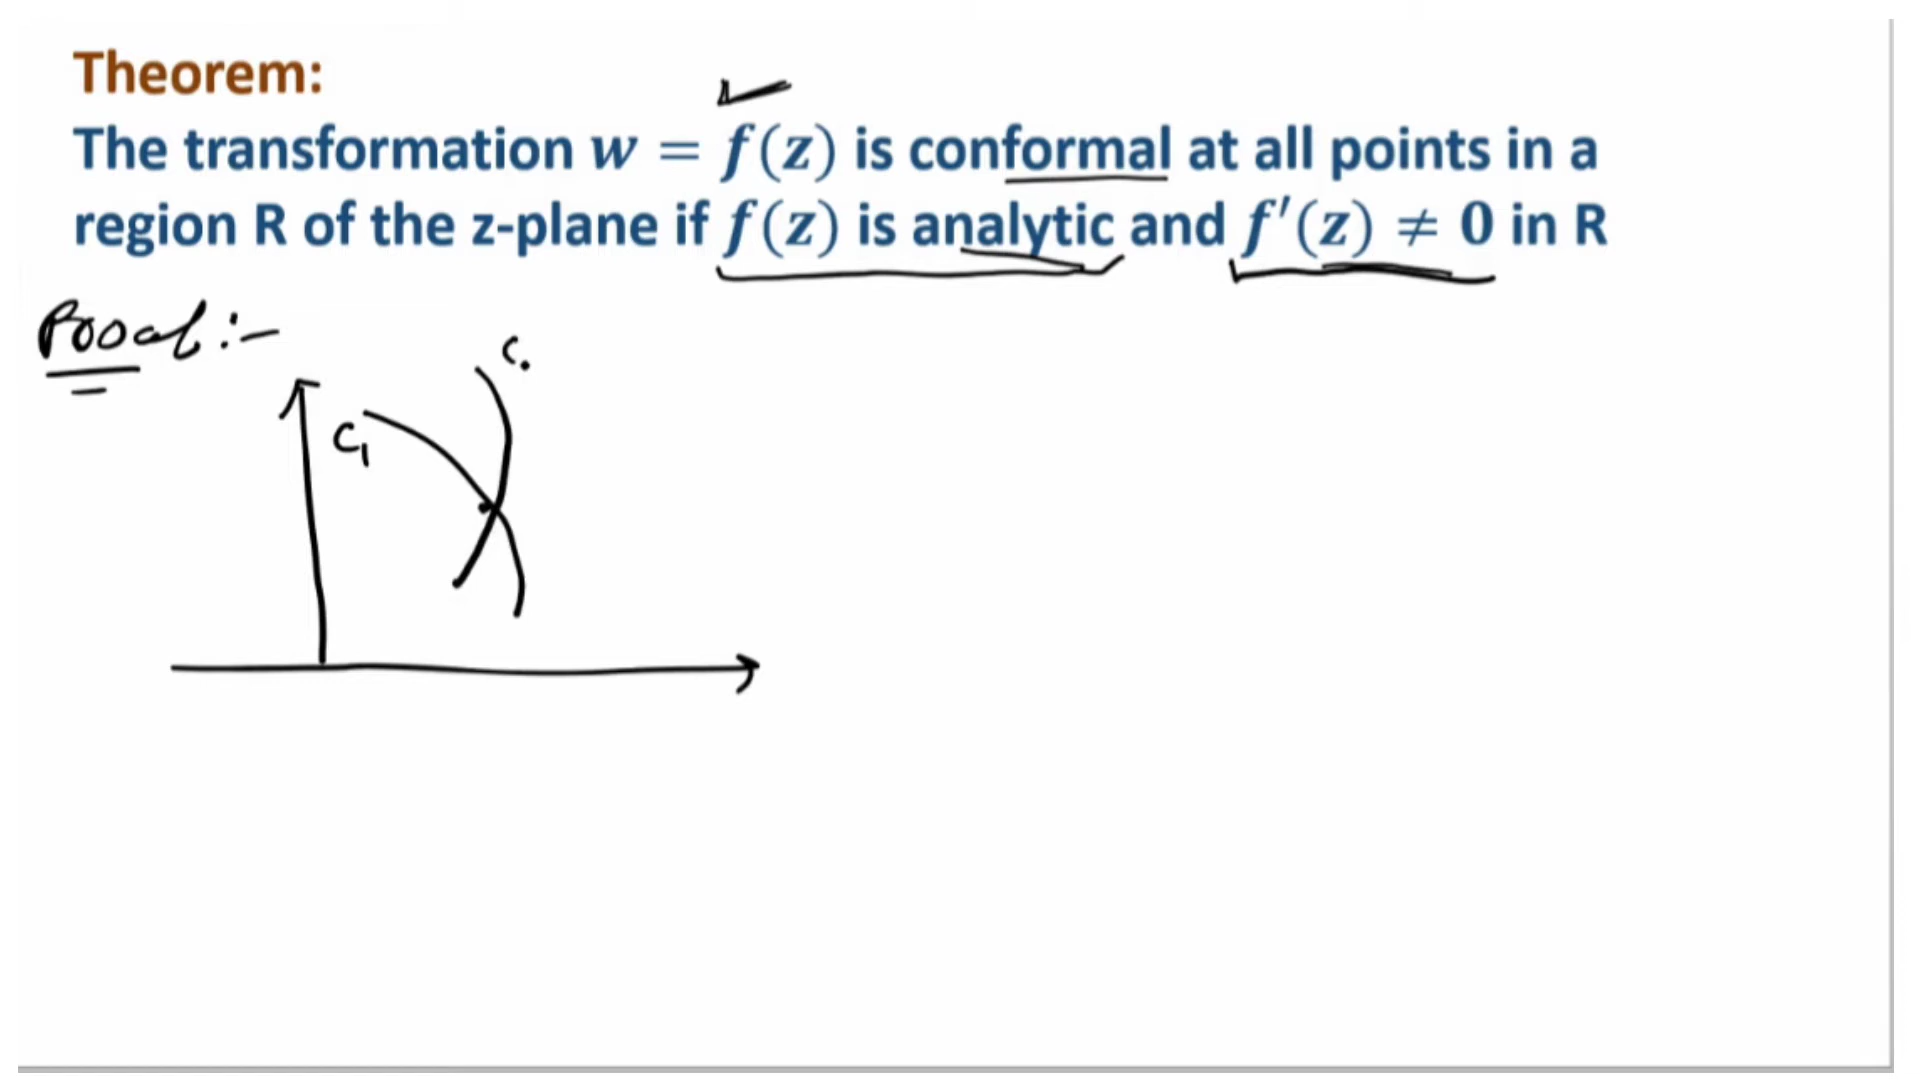 Theorem:
The transformation w = f(z) is conformal at all points in a
region R of the z-plane if f(z) is analytic and f′(z) ≠ 0 in R
Proof :-
C.
C₁